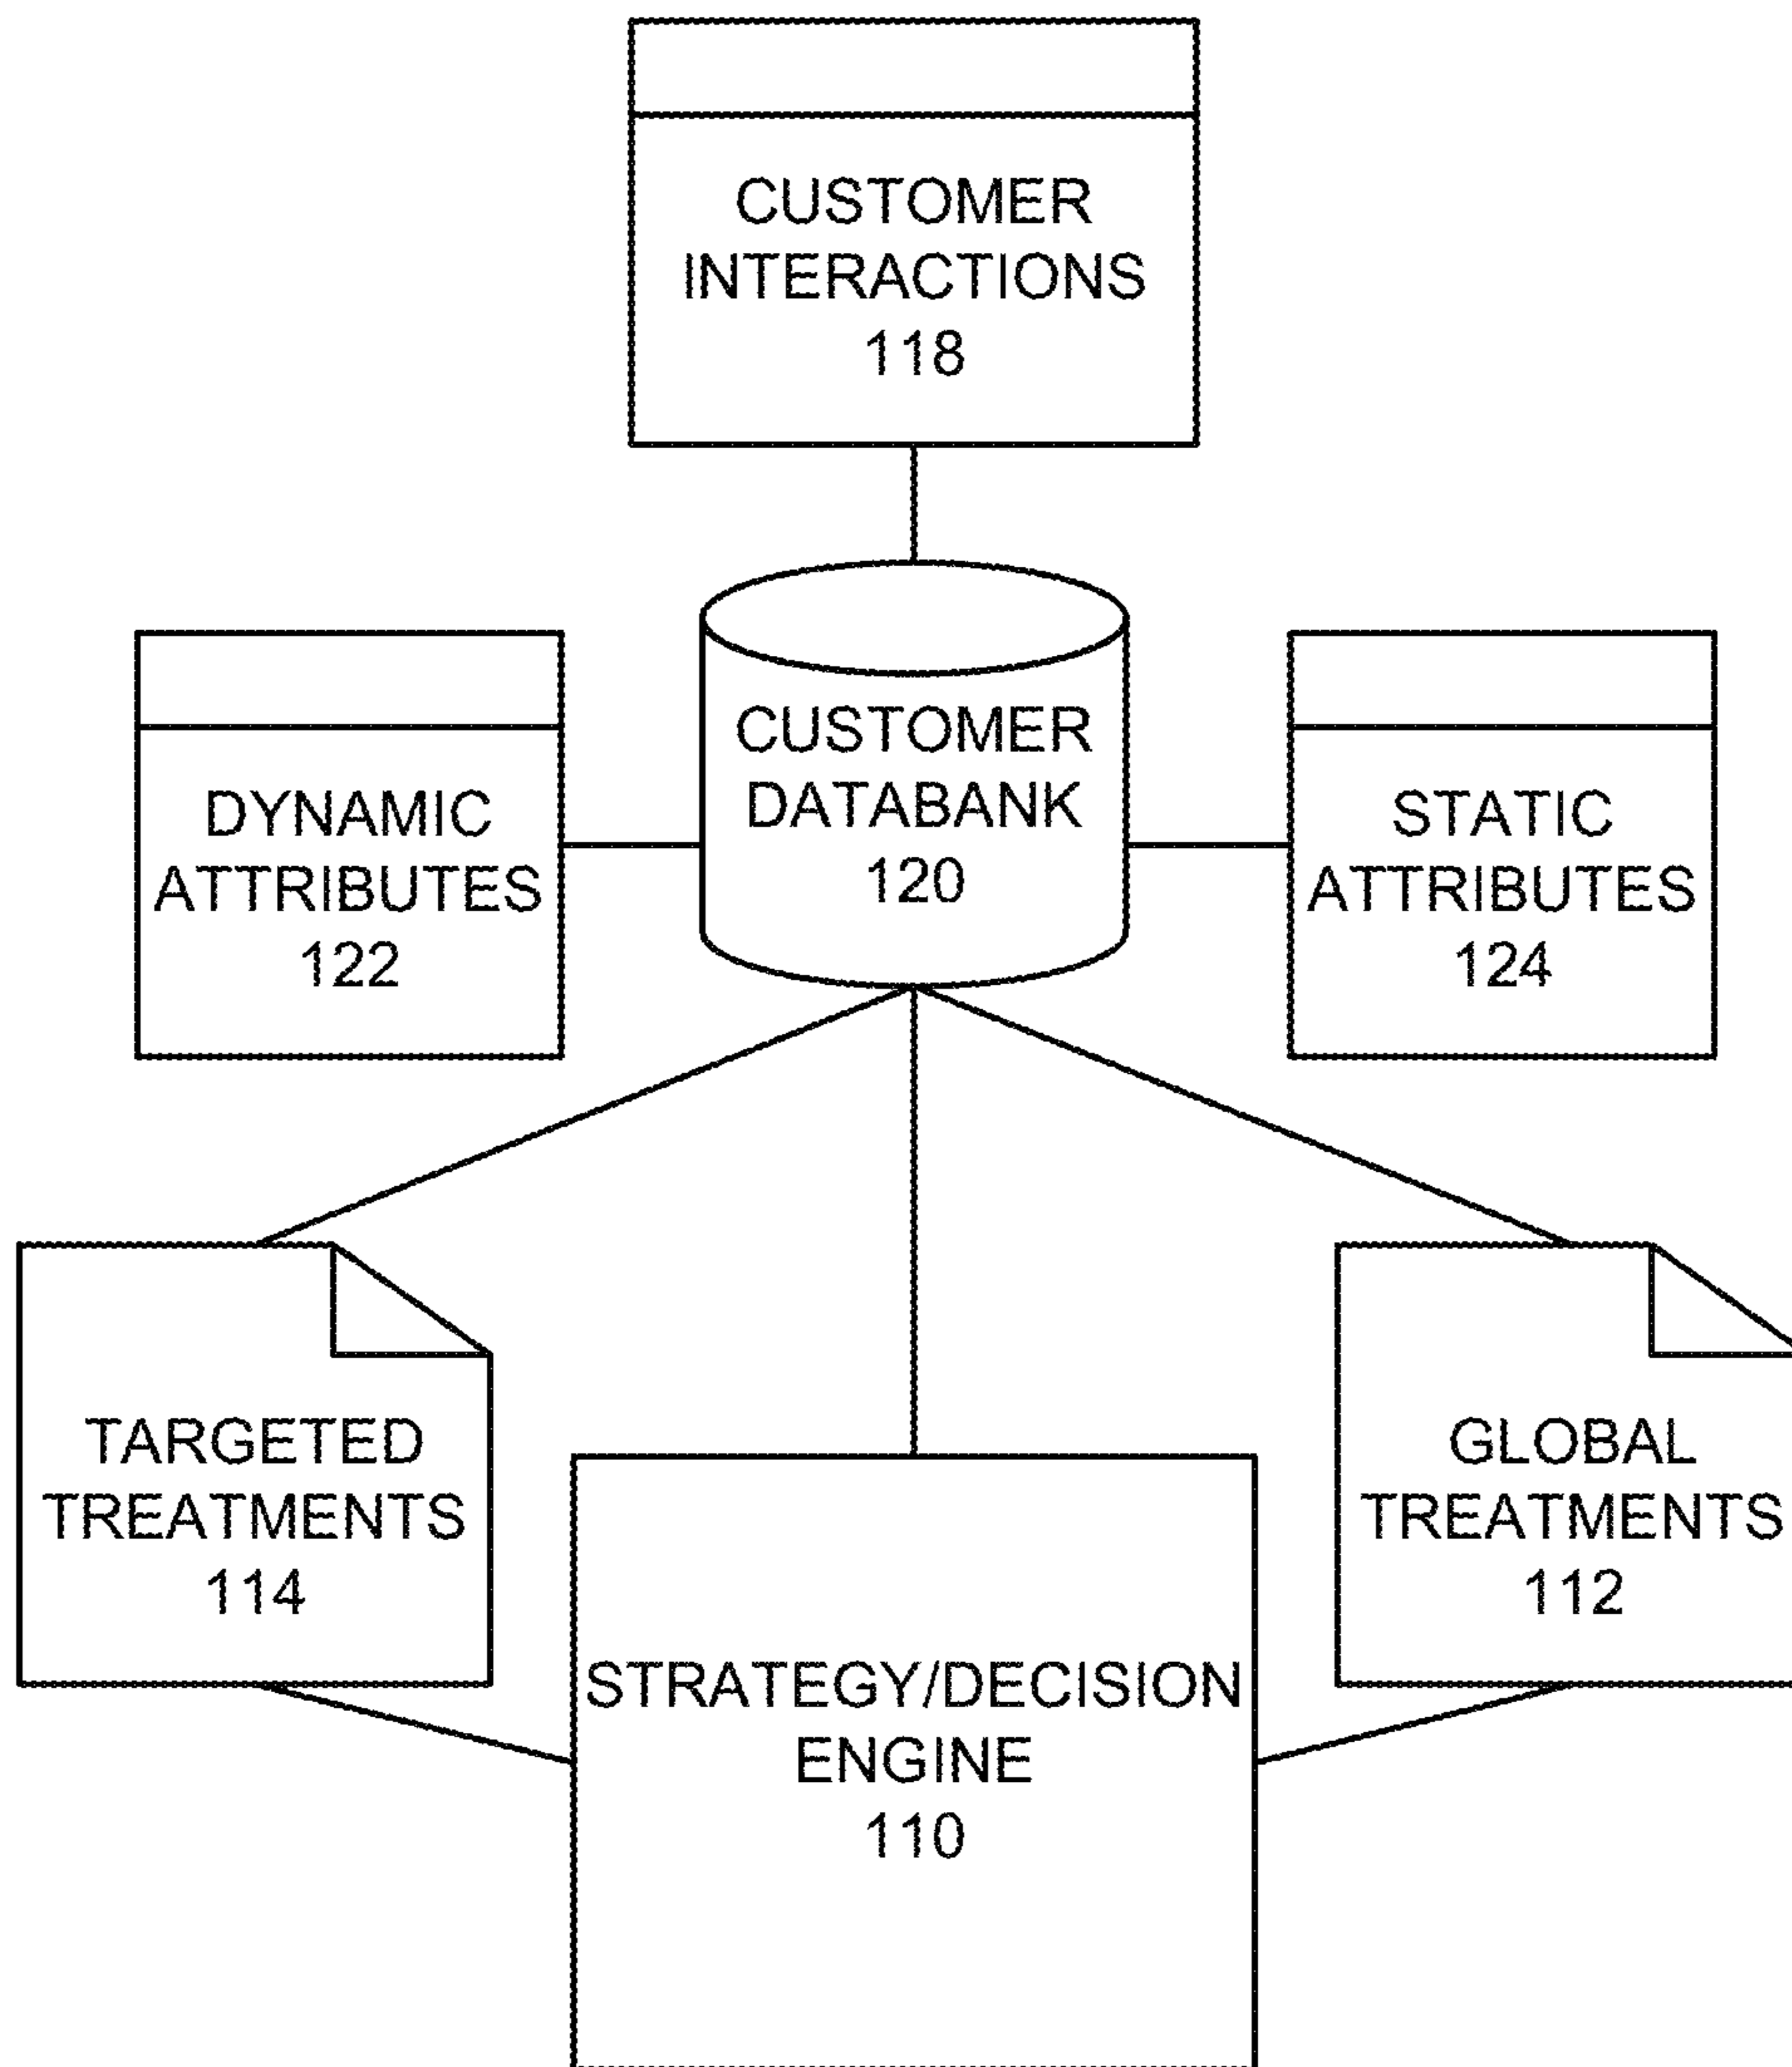 CUSTOMER
INTERACTIONS
118
CUSTOMER
DATABANK
120
DYNAMIC
ATTRIBUTES
122
STATIC
ATTRIBUTES
124
TARGETED
TREATMENTS
114
GLOBAL
TREATMENTS
112
STRATEGY/DECISION
ENGINE
110